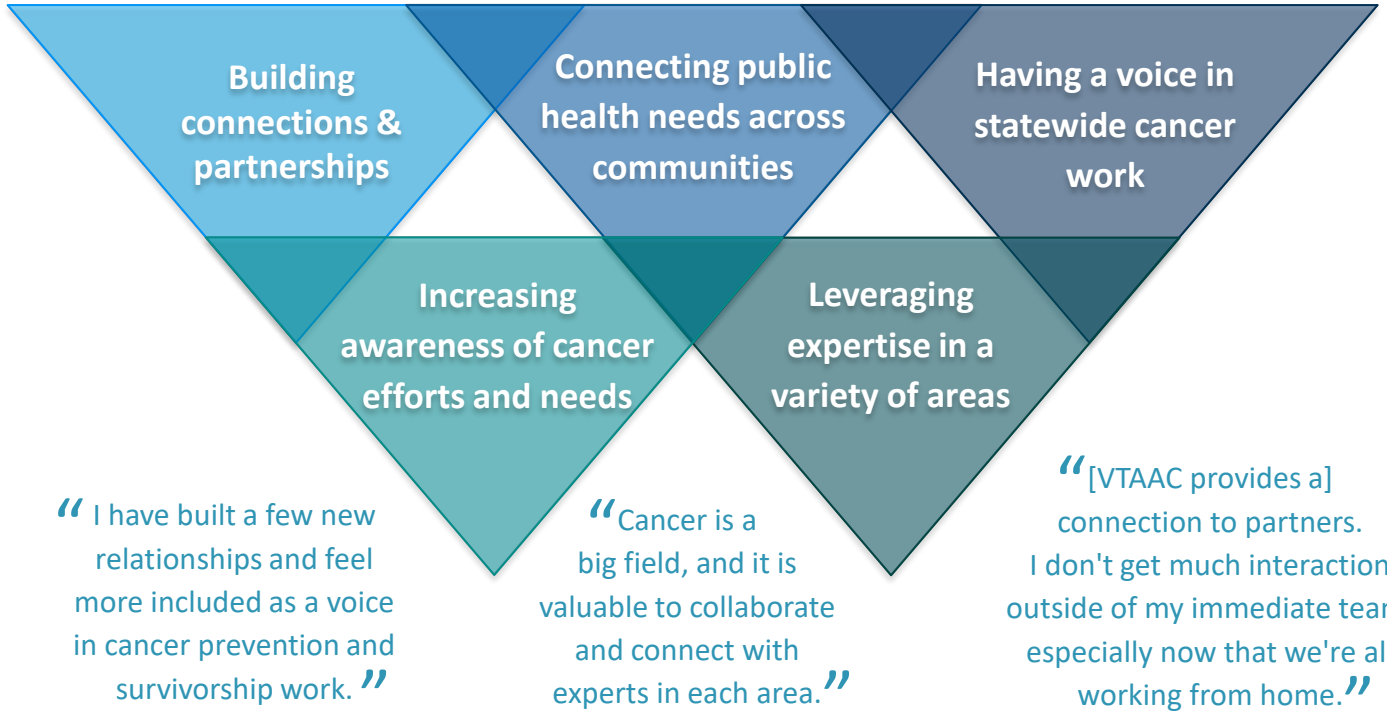 Building
connections &
partnerships
Connecting public
health needs across
communities
Having a voice in
statewide cancer
work
Increasing
awareness of cancer
efforts and needs
Leveraging
expertise in a
variety of areas
“ I have built a few new
relationships and feel
more included as a voice
in cancer prevention and
survivorship work. ”
“ Cancer is a
big field, and it is
valuable to collaborate
and connect with
experts in each area. ”
“ [VTAAC provides a]
connection to partners.
I don't get much interaction
outside of my immediate
especially now that we're
working from home. ”